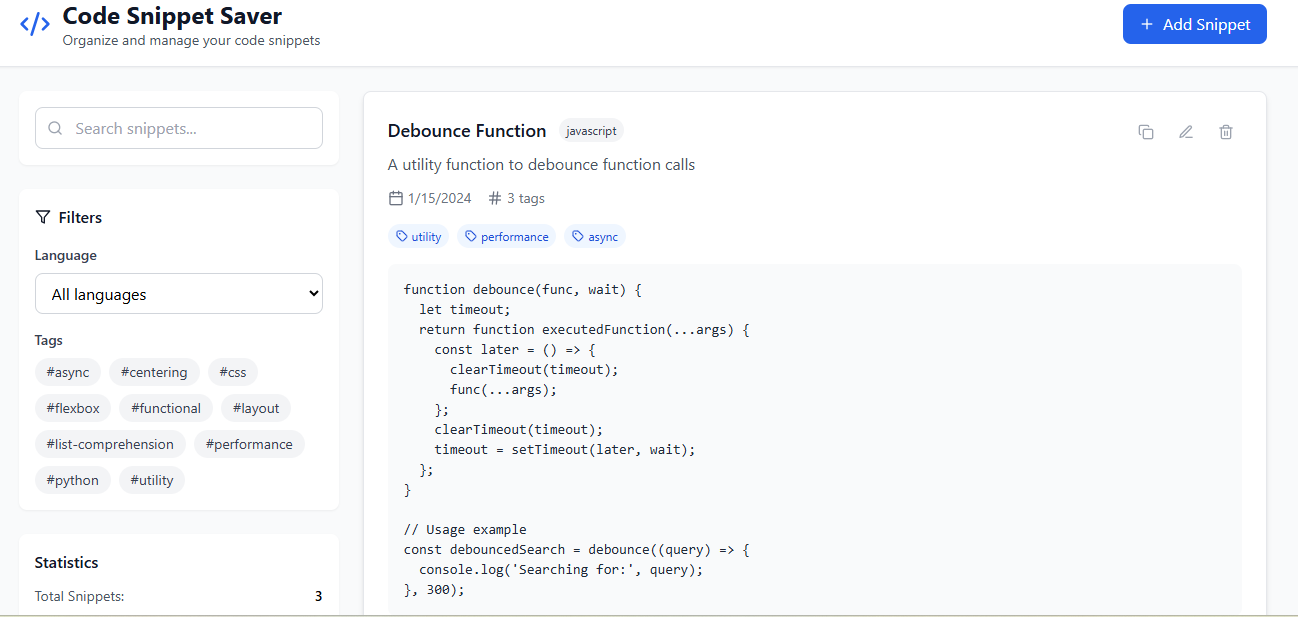 Code Snippet Saver
Organize and manage your code snippets
Add Snippet
Search snippets...
Filters
Language
All languages
Tags
#async #centering #css
#flexbox #functional #layout
#list-comprehension #performance
#python #utility
Statistics
Total Snippets: 3
Debounce Function javascript
A utility function to debounce function calls
1/15/2024 # 3 tags
utility performance async
function debounce(func, wait) {
  let timeout;
  return function executedFunction(...args) {
    const later = () => {
      clearTimeout(timeout);
      func(...args);
    };
    clearTimeout(timeout);
    timeout = setTimeout(later, wait);
  };
}

// Usage example
const debouncedSearch = debounce((query) => {
  console.log('Searching for:', query);
}, 300);